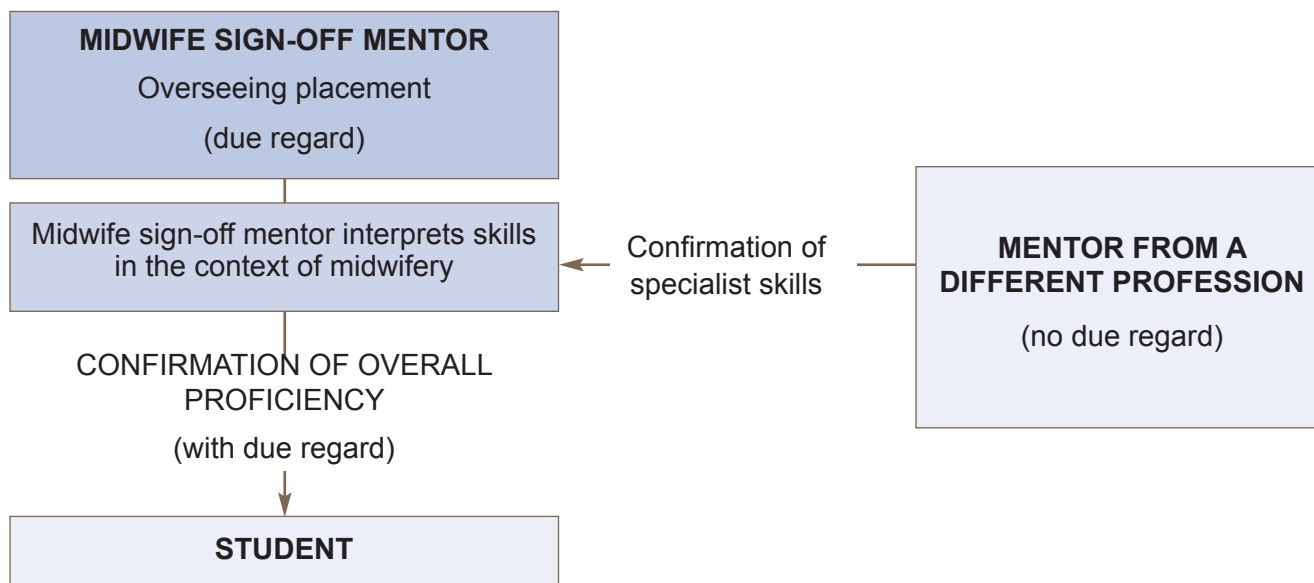 MIDWIFE SIGN-OFF MENTOR
Overseeing placement
(due regard)
Midwife sign-off mentor interprets skills
in the context of midwifery
Confirmation of
specialist skills
MENTOR FROM A
DIFFERENT PROFESSION
(no due regard)
CONFIRMATION OF OVERALL
PROFICIENCY
(with due regard)
STUDENT